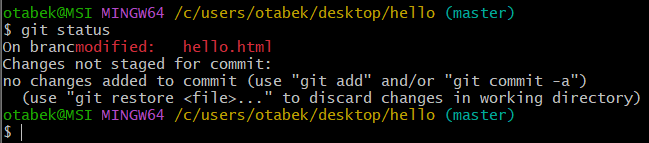 otabek@MSI MINGW64 /c/users/otabek/desktop/hello (master)
$ git status
On brancmodified:   hello.html
Changes not staged for commit:
no changes added to commit (use "git add" and/or "git commit -a")
  (use "git restore <file>..." to discard changes in working directory)
otabek@MSI MINGW64 /c/users/otabek/desktop/hello (master)
$